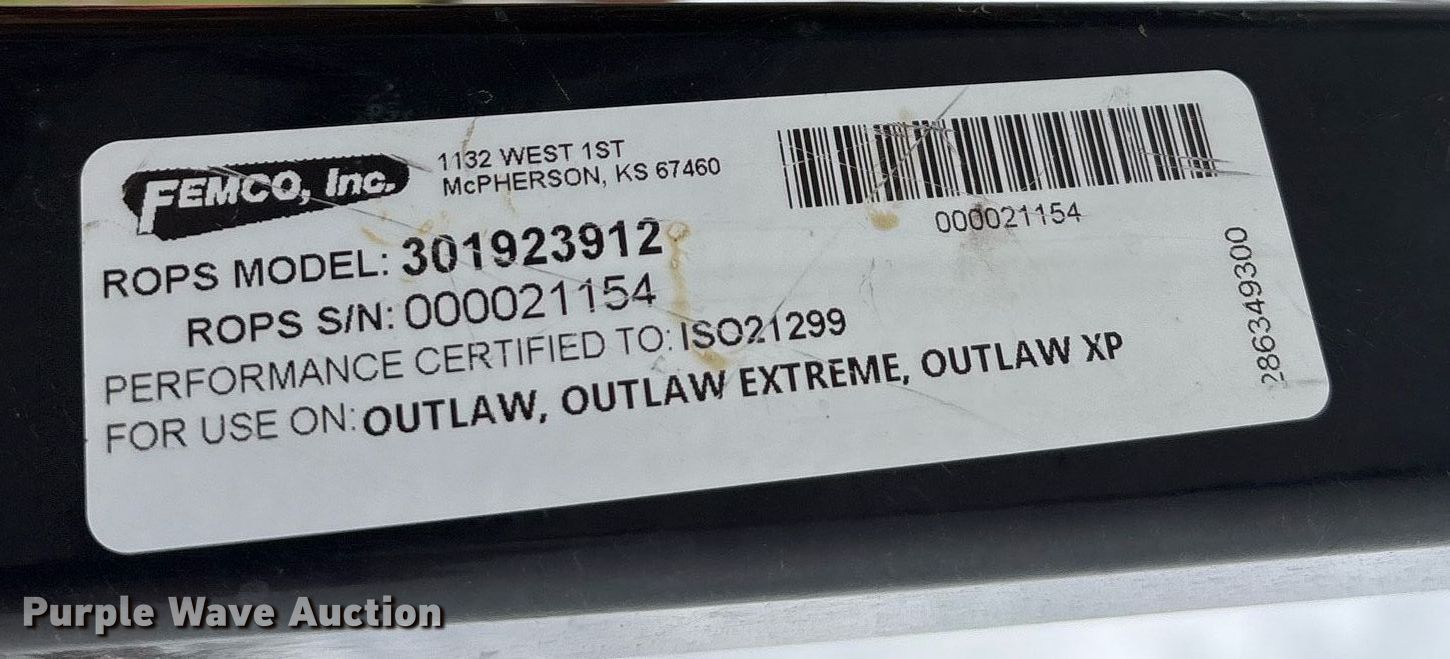 FEMCO, Inc.
1132 WEST 1ST
McPHERSON, KS 67460
000021154
ROPS MODEL: 301923912
ROPS S/N: 000021154
PERFORMANCE CERTIFIED TO: ISO21299
FOR USE ON: OUTLAW, OUTLAW EXTREME, OUTLAW XP
286349300
Purple Wave Auction